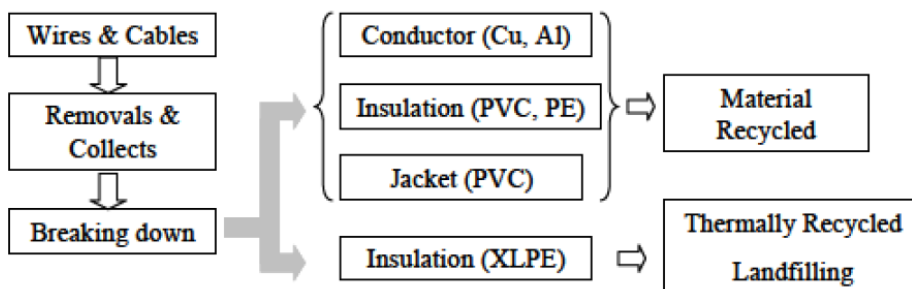 Wires & Cables
Removals &
Collects
Breaking down
Conductor (Cu, Al)
Insulation (PVC, PE)
Jacket (PVC)
Insulation (XLPE)
Material
Recycled
Thermally Recycled
Landfilling